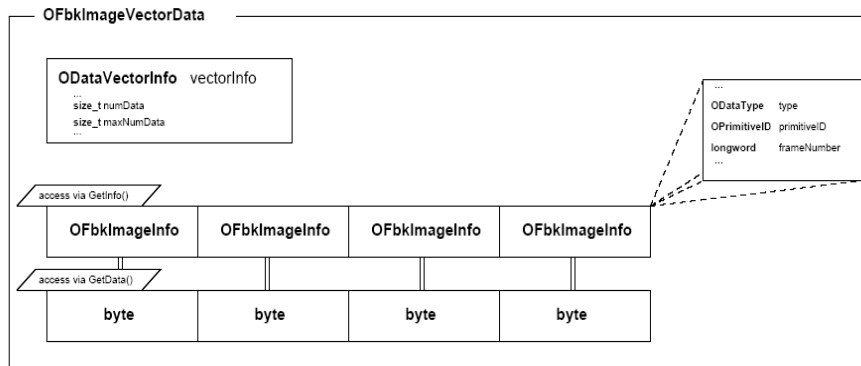 OFbkImageVectorData
ODataVectorInfo vectorInfo
...
size_t numData
size_t maxNumData
...
...
ODataType type
OPrimitiveID primitiveID
longword frameNumber
...
access via GetInfo()
OFbkImageInfo OFbkImageInfo OFbkImageInfo OFbkImageInfo
access via GetData()
byte byte byte byte